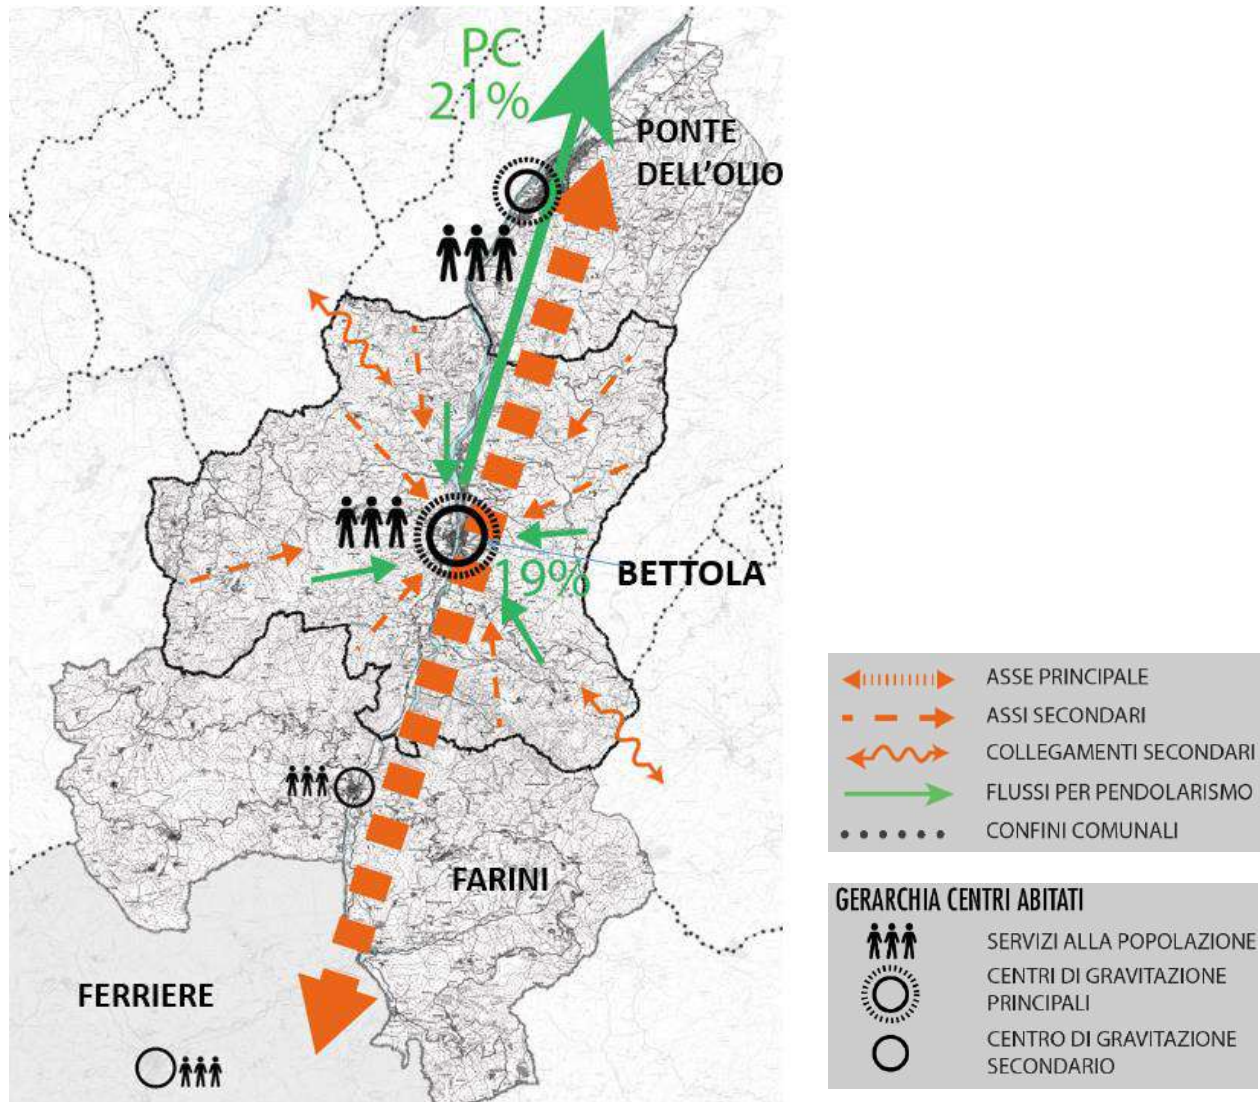 PC
21%
PONTE
DELL'OLIO
19%
BETTOLA
FARINI
FERRIERE
ASSE PRINCIPALE
ASSI SECONDARI
COLLEGAMENTI SECONDARI
FLUSSI PER PENDOLARISMO
CONFINI COMUNALI
GERARCHIA CENTRI ABITATI
SERVIZI ALLA POPOLAZIONE
CENTRI DI GRAVITAZIONE
PRINCIPALI
CENTRO DI GRAVITAZIONE
SECONDARIO